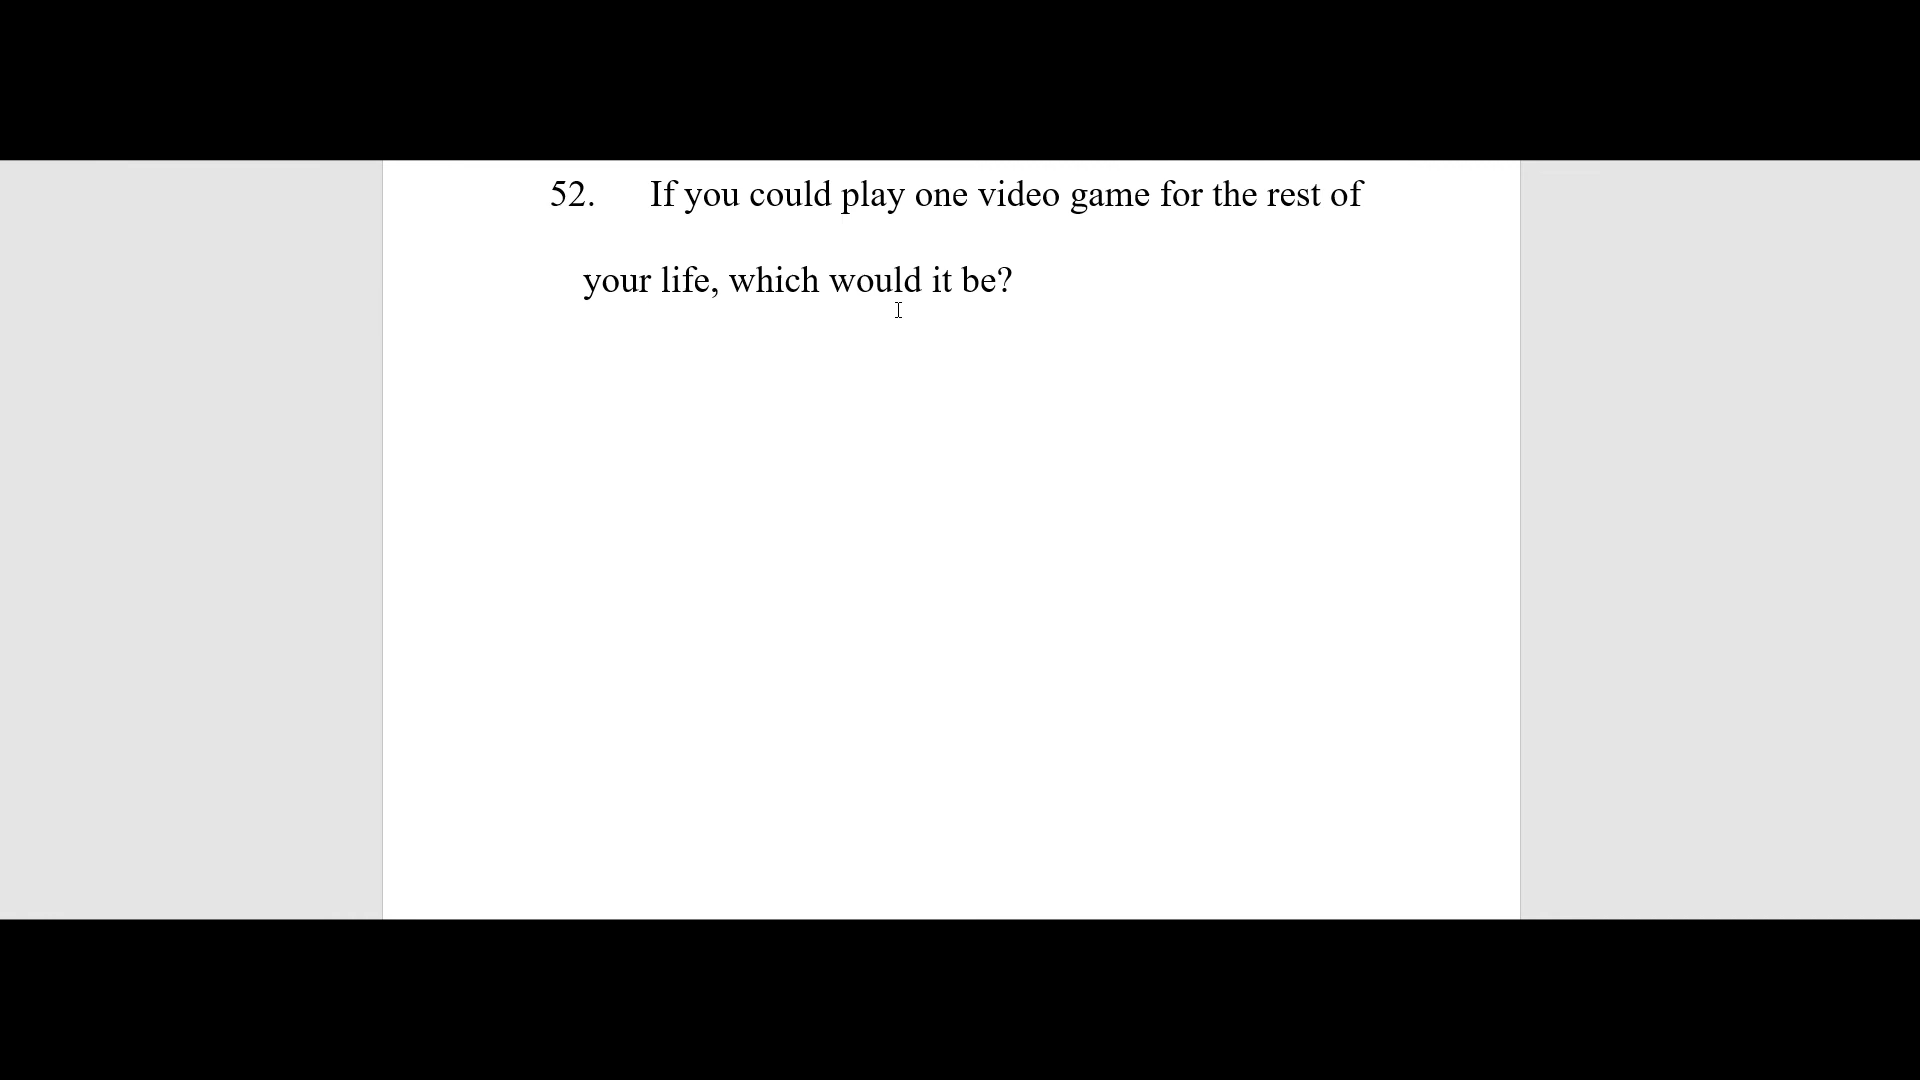 52. If you could play one video game for the rest of
your life, which would it be?